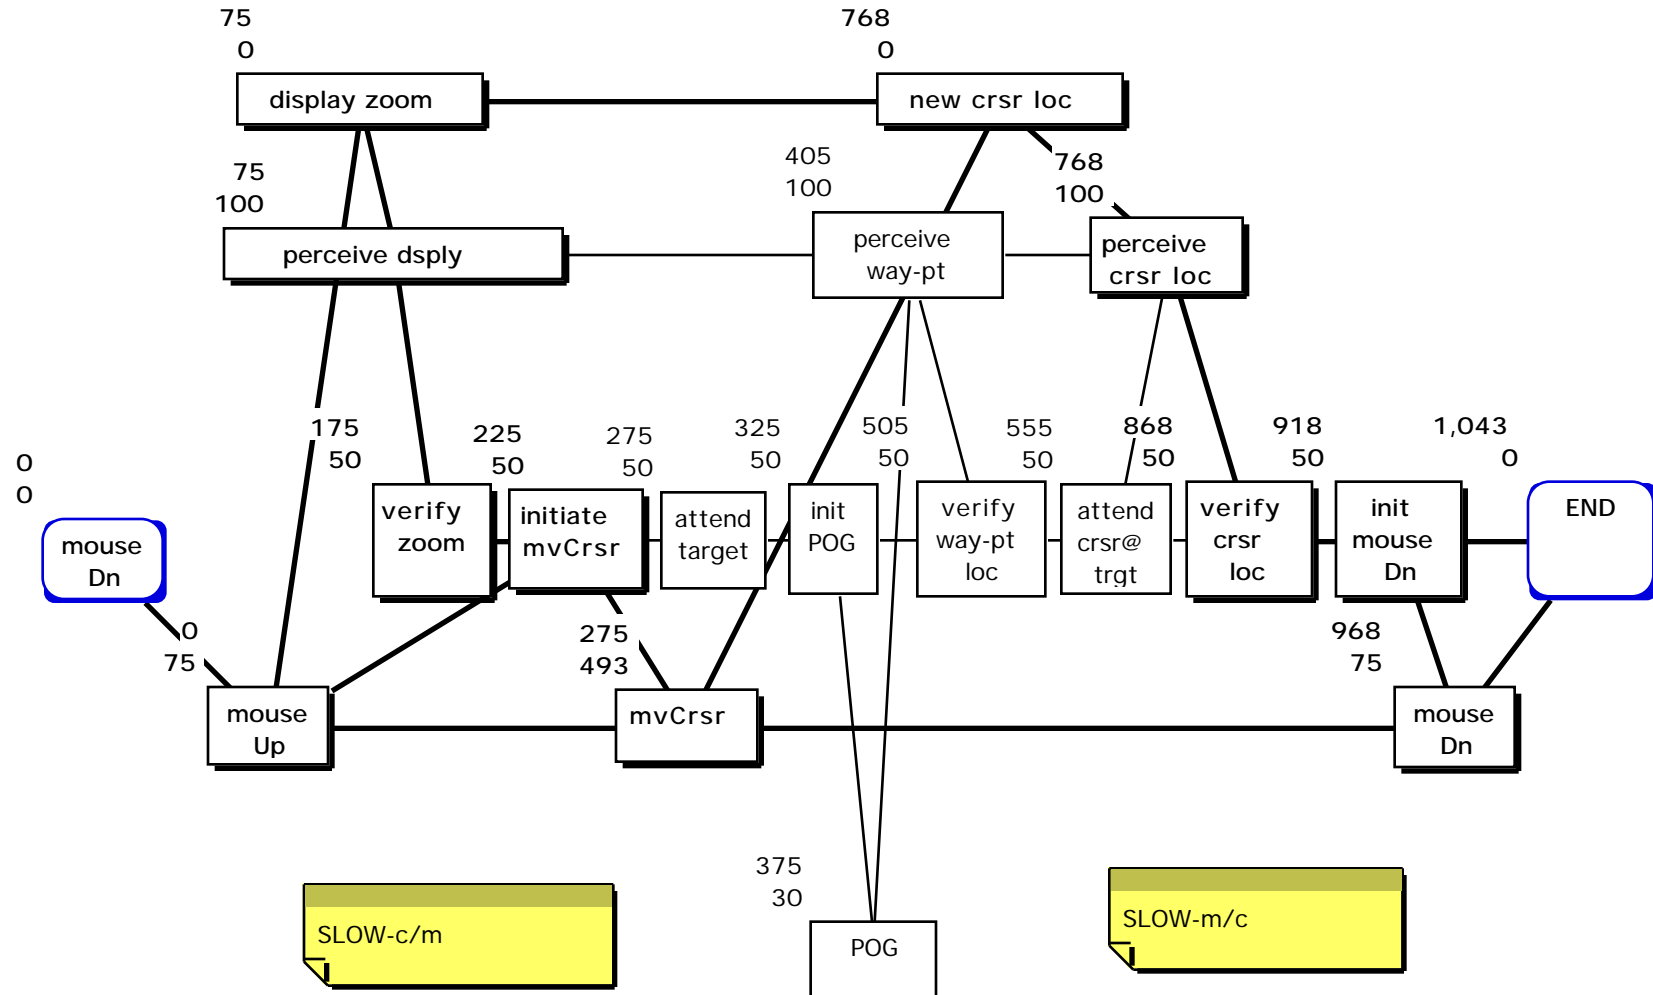 75
0
768
0
display zoom
new crsr loc
75
100
405
100
768
100
perceive dsply
perceive
way-pt
perceive
crsr loc
0
0
175
50
225
50
275
50
325
50
505
50
555
50
868
50
918
50
1,043
0
mouse
Dn
verify
zoom
initiate
mvCrsr
attend
target
init
POG
verify
way-pt
loc
attend
crsr@
trgt
verify
crsr
loc
init
mouse
Dn
END
0
75
275
493
968
75
mouse
Up
mvCrsr
mouse
Dn
375
30
SLOW-c/m
POG
SLOW-m/c